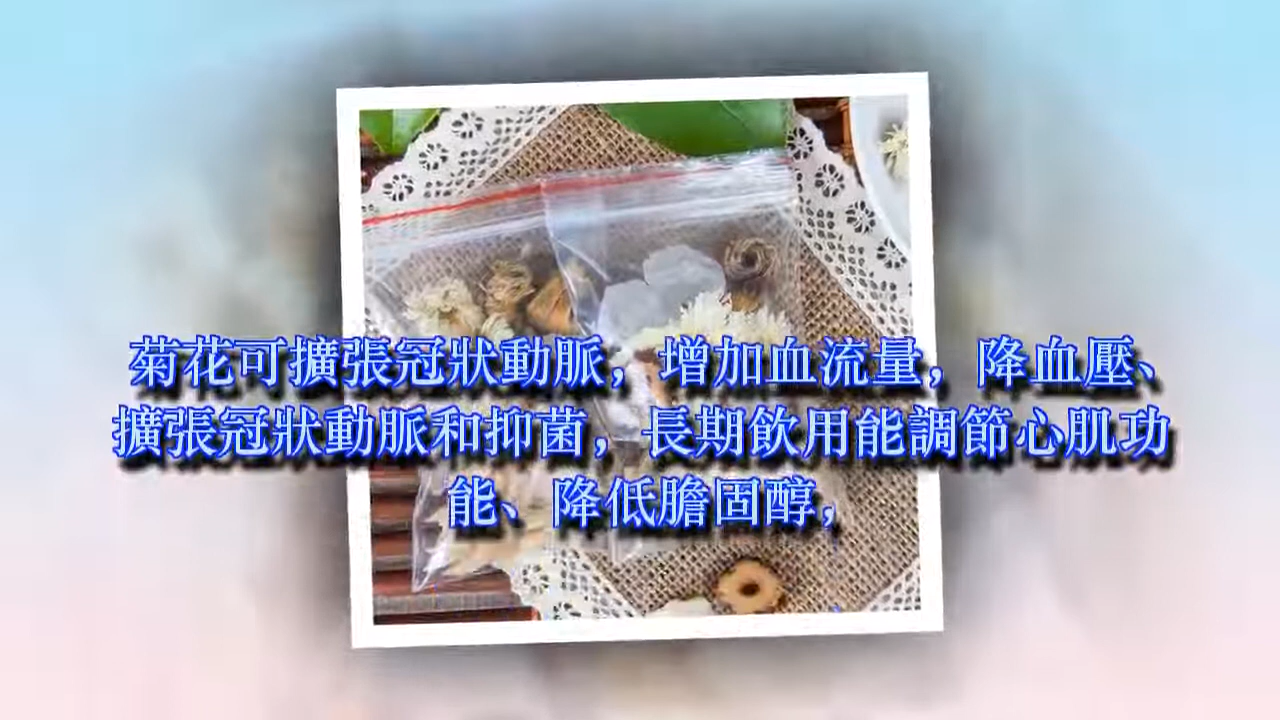 菊花可擴張冠狀動脈，增加血流量，降血壓、
擴張冠狀動脈和抑菌，長期飲用能調節心肌功
能、降低膽固醇，